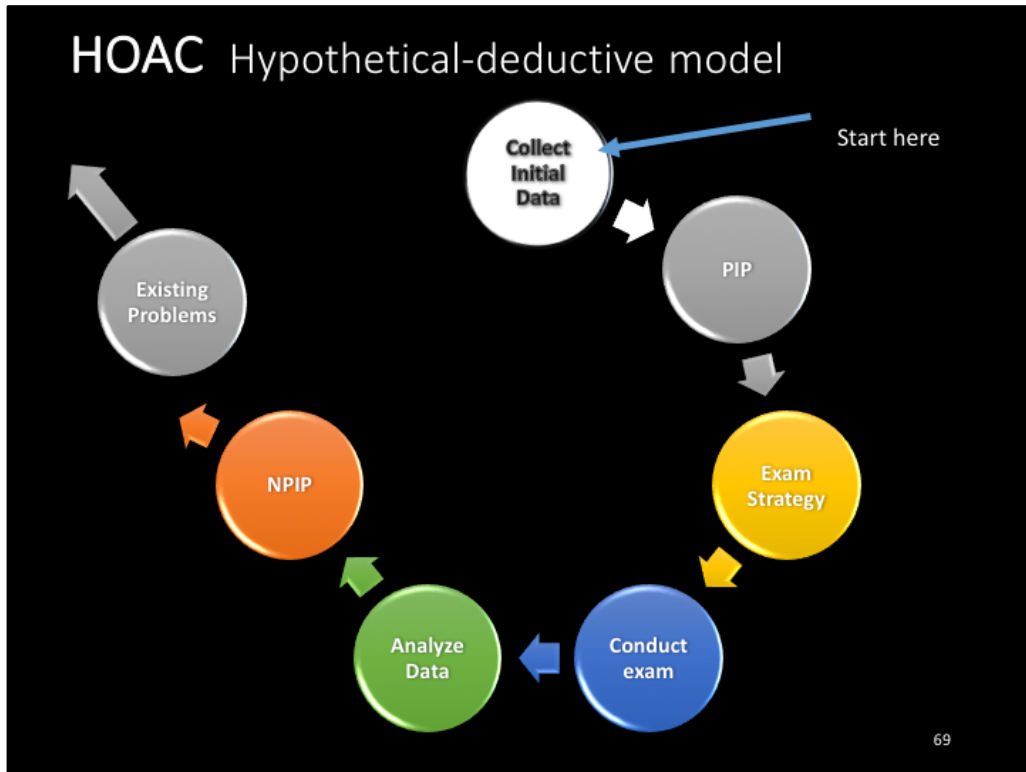 HOAC Hypothetical-deductive model
Start here
Collect
Initial
Data
PIP
Exam
Strategy
Conduct
exam
Analyze
Data
NPIP
Existing
Problems
69